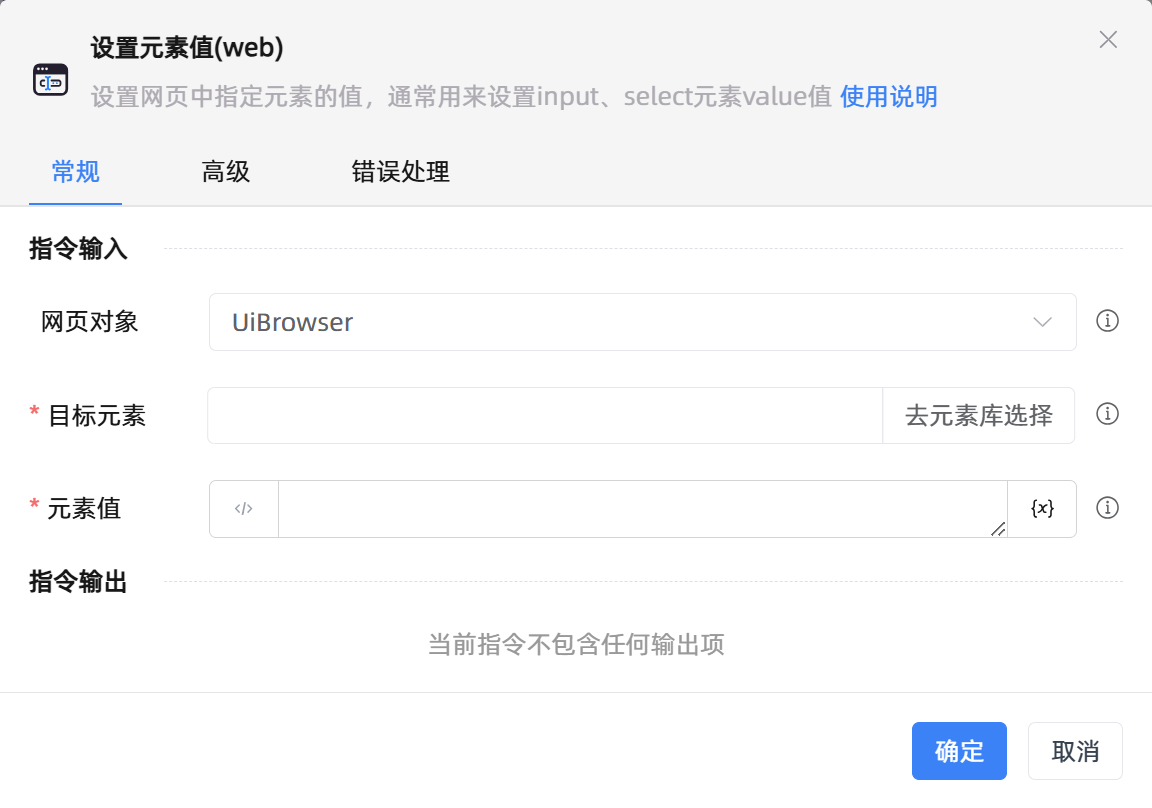 设置元素值(web)
设置网页中指定元素的值，通常用来设置input、select元素value值 使用说明
常规 高级 错误处理
指令输入
网页对象 UiBrowser
* 目标元素 去元素库选择
* 元素值 </> {x}
指令输出
当前指令不包含任何输出项
确定 取消